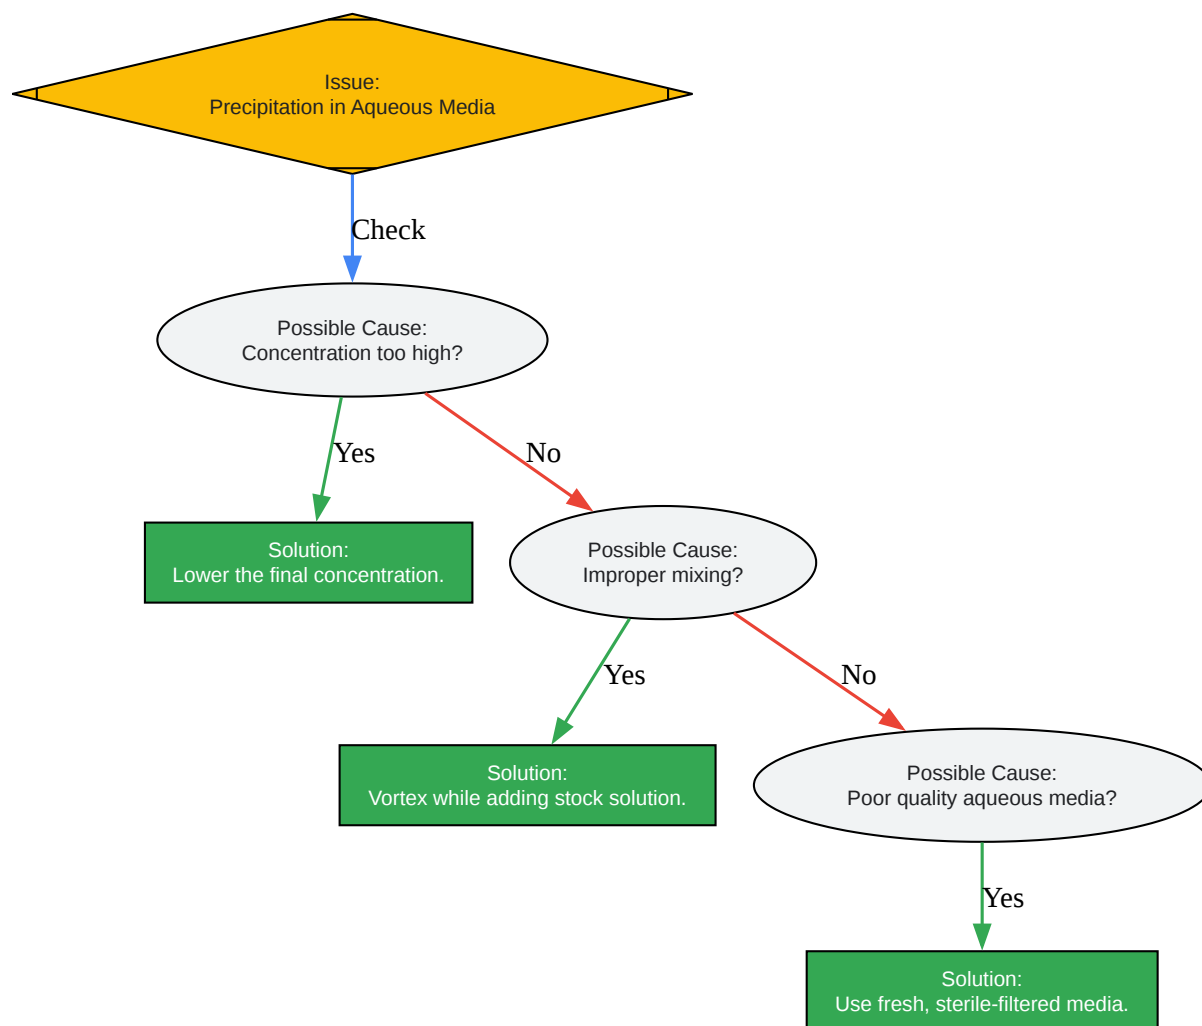 Issue:
Precipitation in Aqueous Media
Check
Possible Cause:
Concentration too high?
Yes
No
Solution:
Lower the final concentration.
Possible Cause:
Improper mixing?
Yes
No
Solution:
Vortex while adding stock solution.
Possible Cause:
Poor quality aqueous media?
Yes
Solution:
Use fresh, sterile-filtered media.